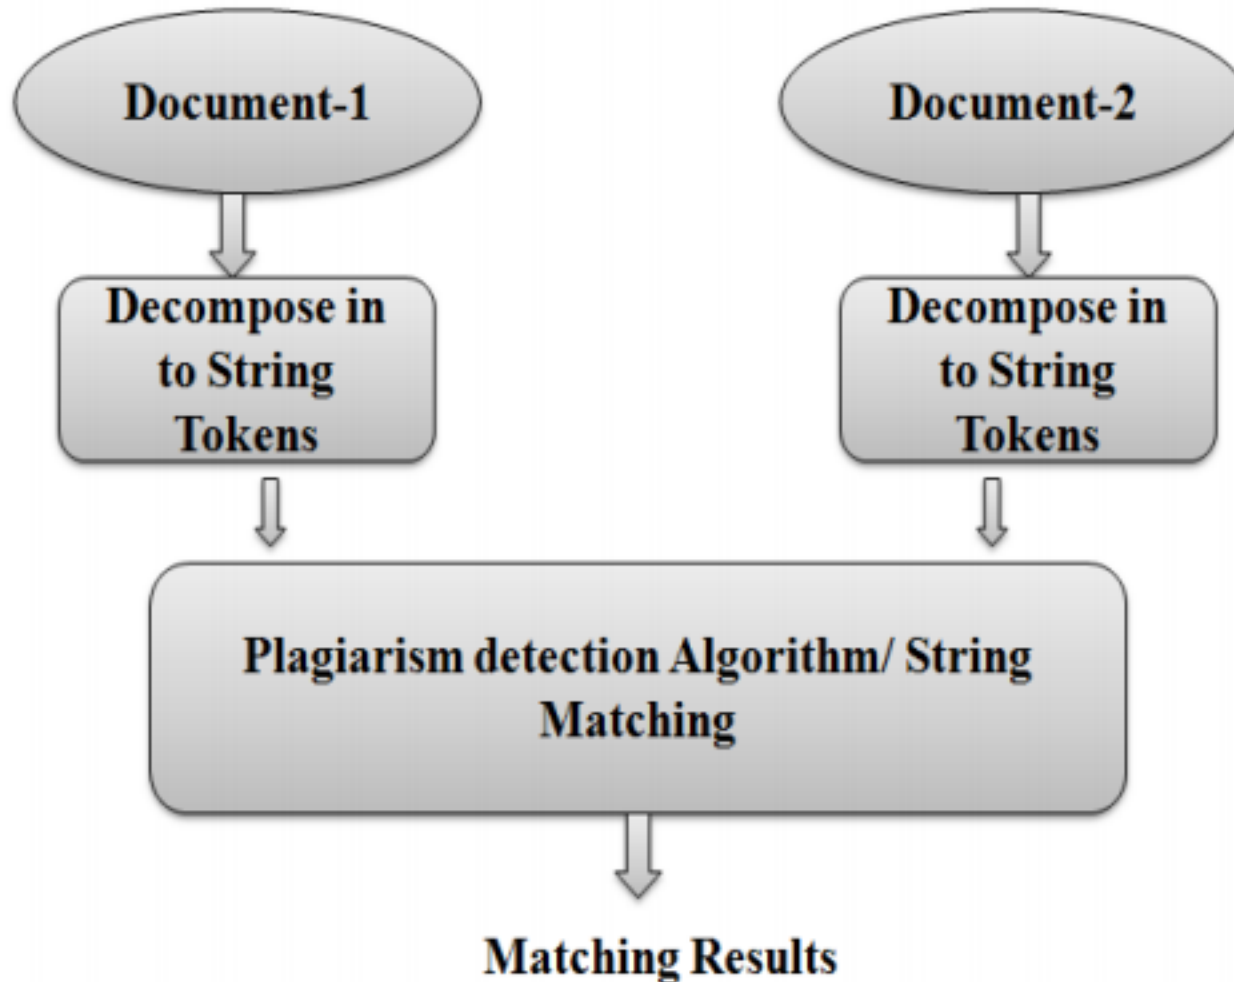 Document-1
Document-2
Decompose in
to String
Tokens
Decompose in
to String
Tokens
Plagiarism detection Algorithm/ String
Matching
Matching Results